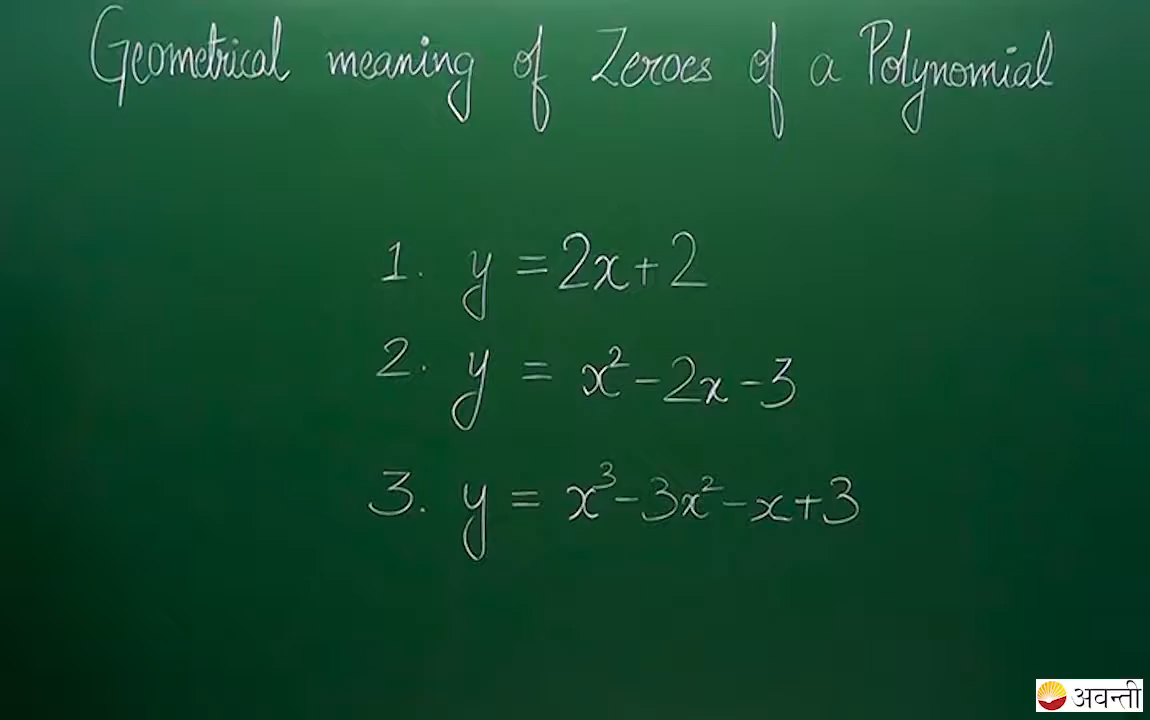 Geometrical meaning of Zeroes of a Polynomial
1. y = 2x + 2
2. y = x² - 2x - 3
3. y = x³ - 3x² - x + 3
अवन्ती